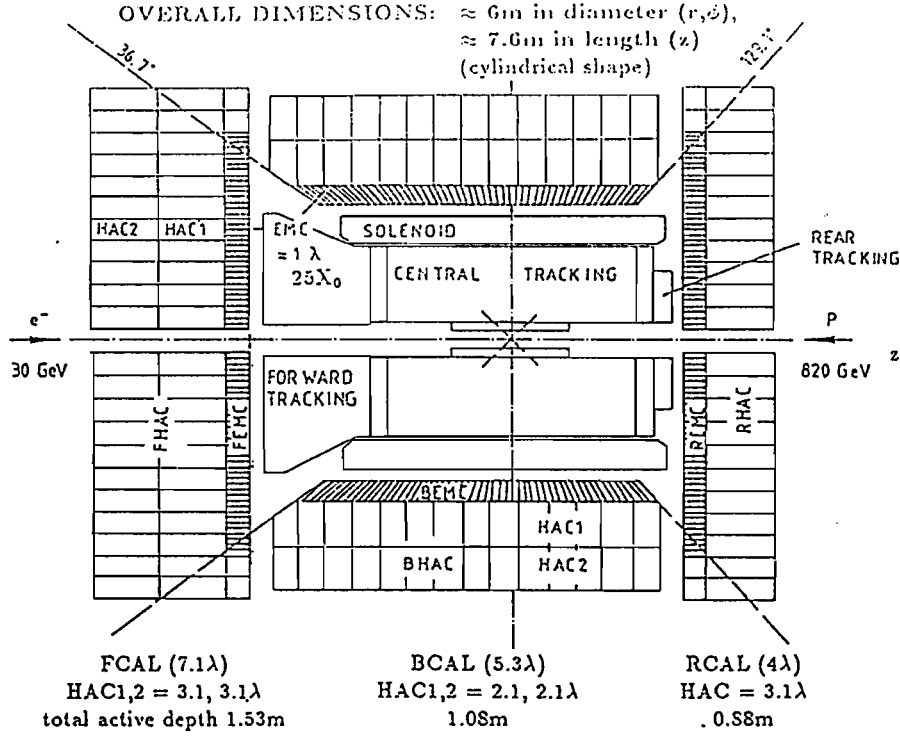 OVERALL DIMENSIONS: ≈ 6m in diameter (r,φ),
≈ 7.6m in length (z)
(cylindrical shape)
36.7°
129.1°
HAC2 HAC1
EMC
≈ 1 λ
25X₀
SOLENOID
CENTRAL TRACKING
REAR
TRACKING
e⁻
30 GeV
P
820 GeV
z
FORWARD
TRACKING
FHAC
FEMC
REMC
RHAC
BEMC
HAC1
BHAC
HAC2
FCAL (7.1λ)
HAC1,2 = 3.1, 3.1λ
total active depth 1.53m
BCAL (5.3λ)
HAC1,2 = 2.1, 2.1λ
1.08m
RCAL (4λ)
HAC = 3.1λ
0.88m